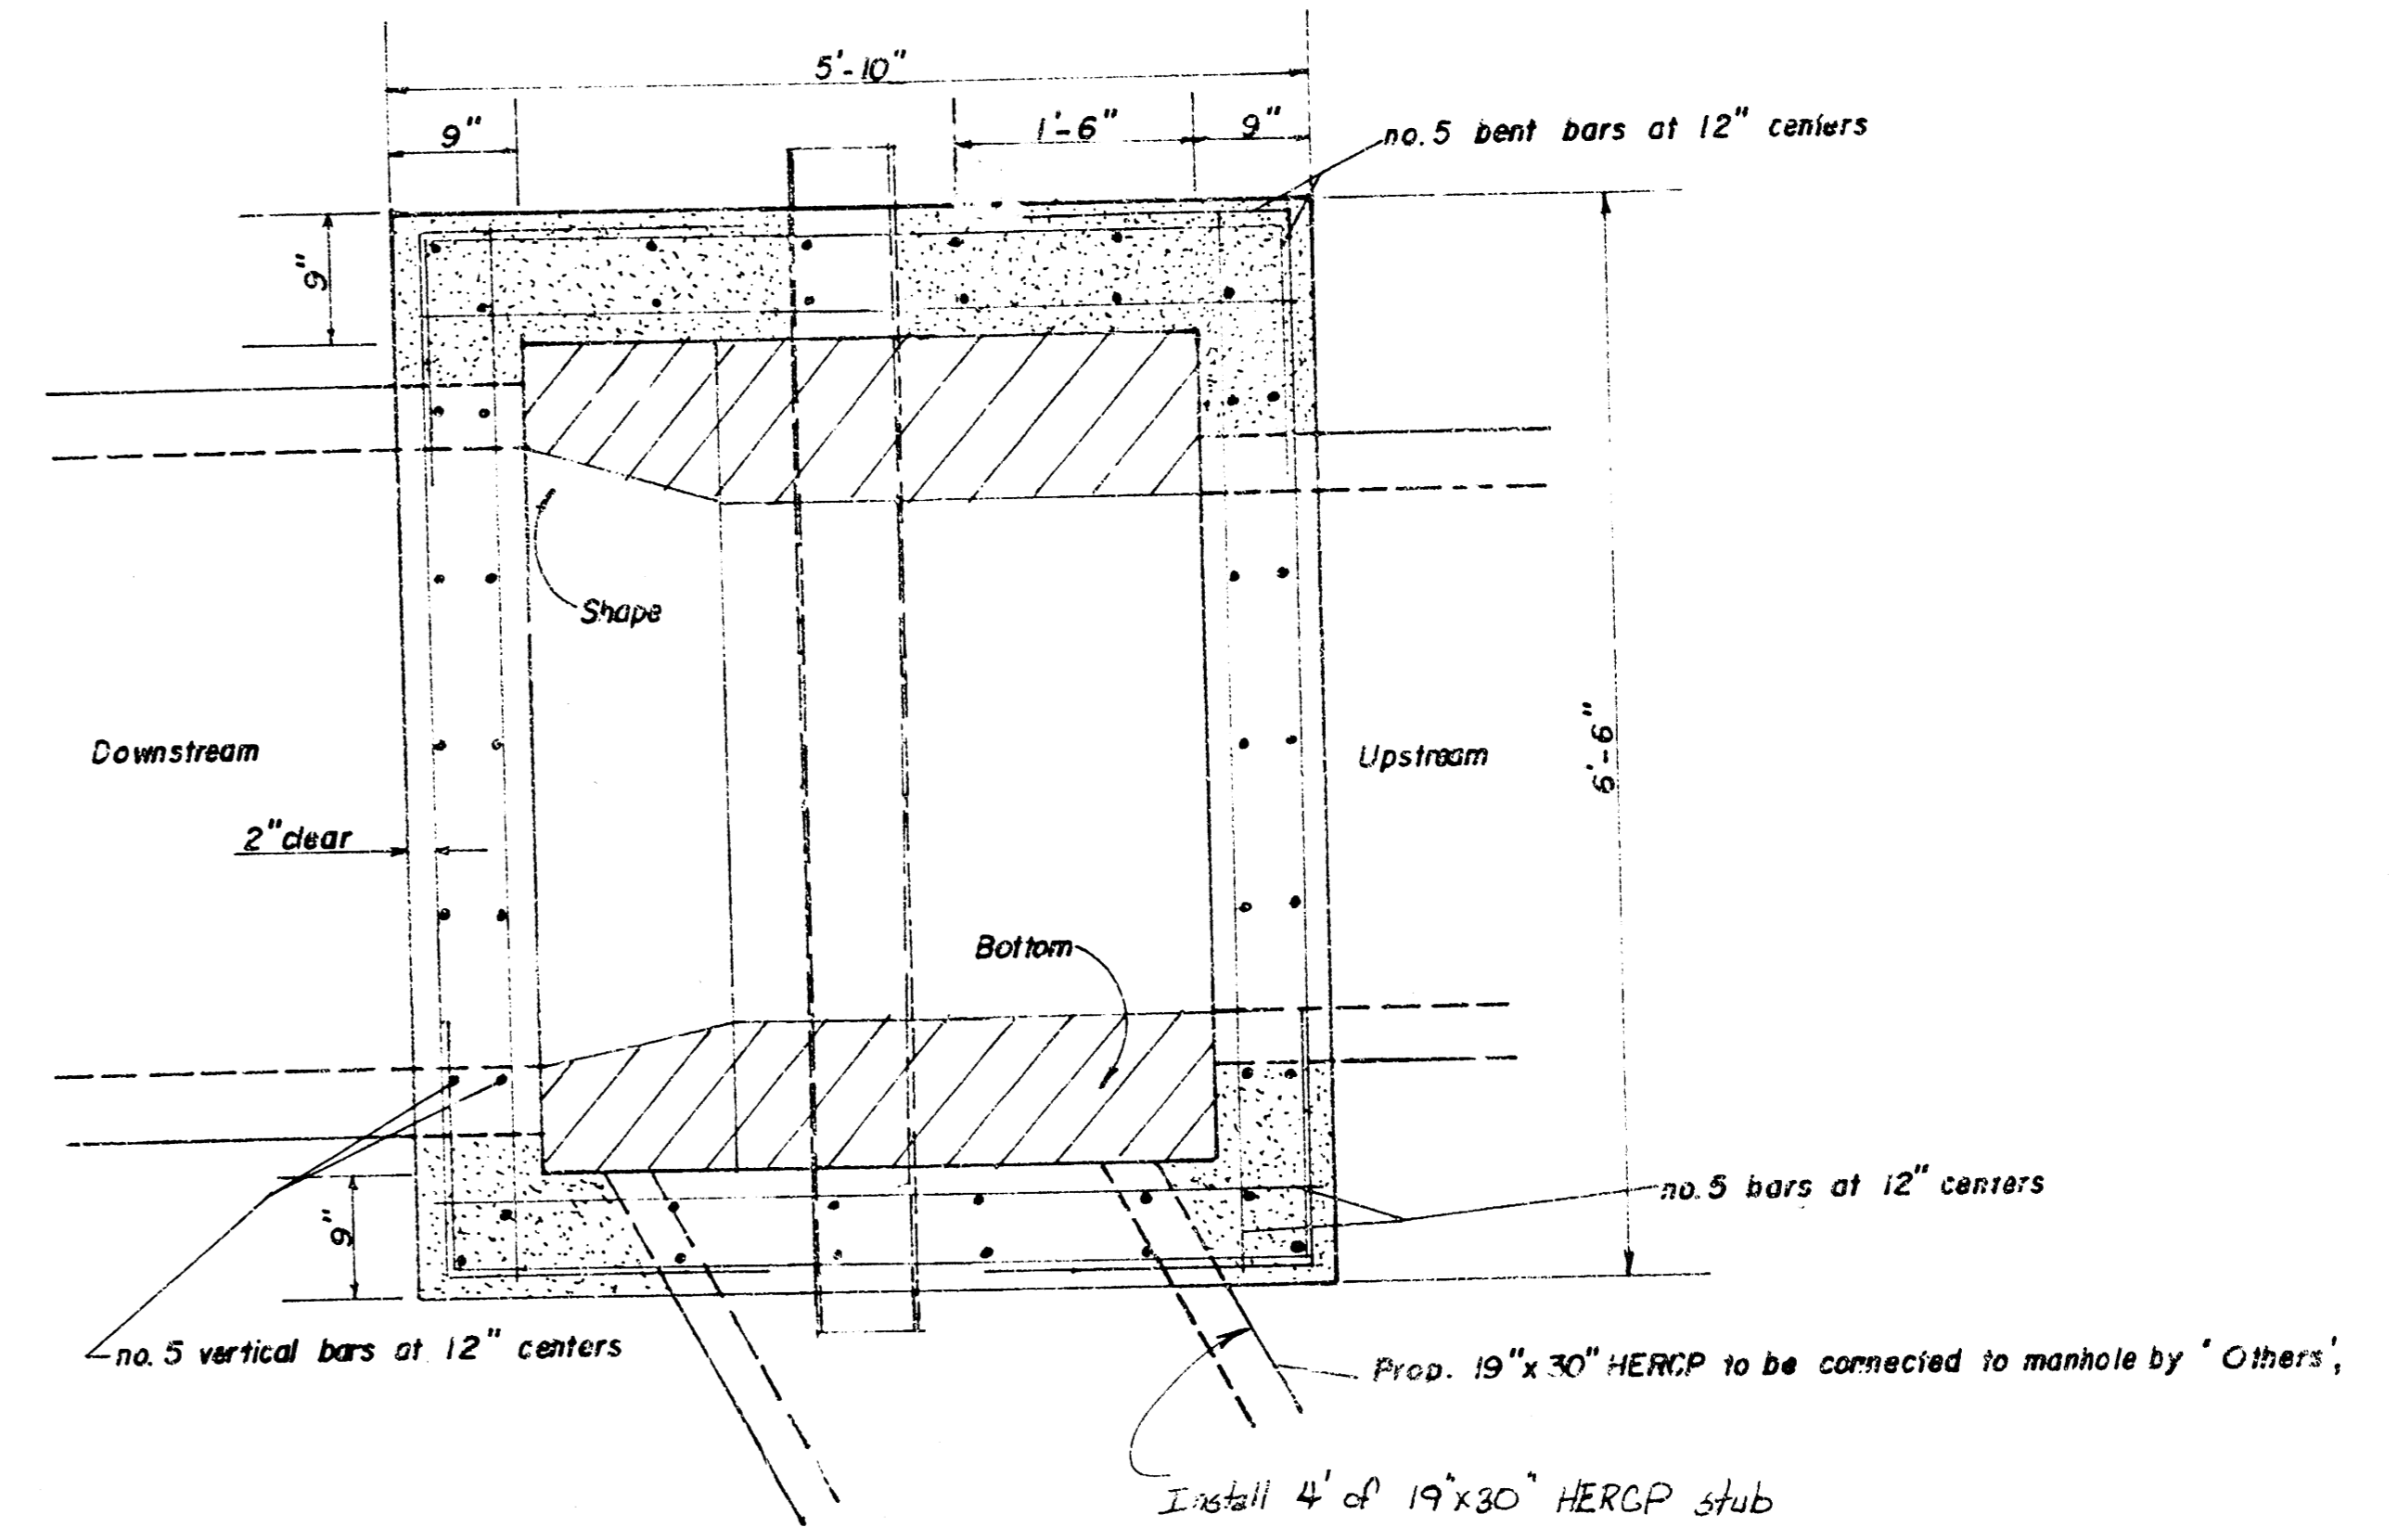 5'-10"
9"
1'-6"
9"
no. 5 bent bars at 12" centers
9"
Shape
Downstream
Upstream
6'-6"
2" clear
Bottom
no. 5 bars at 12" centers
9"
no. 5 vertical bars at 12" centers
Prop. 19" x 30" HERCP to be connected to manhole by 'Others',
Install 4' of 19"x30" HERCP stub